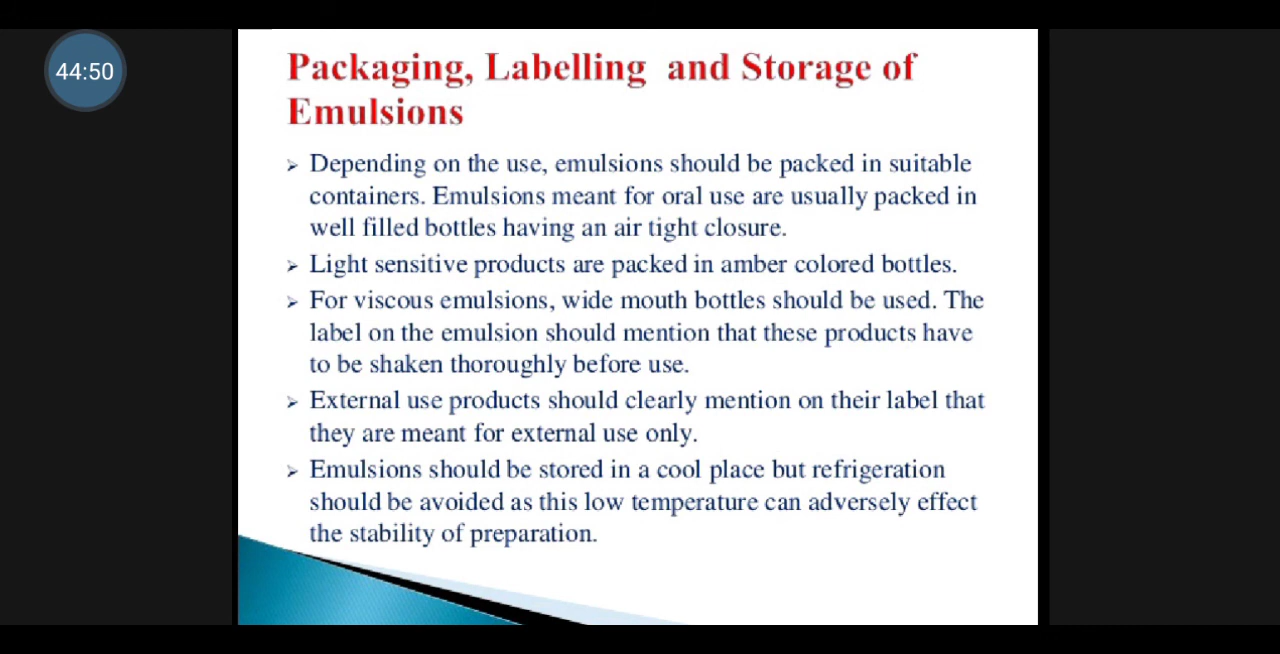 44:50
Packaging, Labelling and Storage of
Emulsions
➢ Depending on the use, emulsions should be packed in suitable
containers. Emulsions meant for oral use are usually packed in
well filled bottles having an air tight closure.
➢ Light sensitive products are packed in amber colored bottles.
➢ For viscous emulsions, wide mouth bottles should be used. The
label on the emulsion should mention that these products have
to be shaken thoroughly before use.
➢ External use products should clearly mention on their label that
they are meant for external use only.
➢ Emulsions should be stored in a cool place but refrigeration
should be avoided as this low temperature can adversely effect
the stability of preparation.